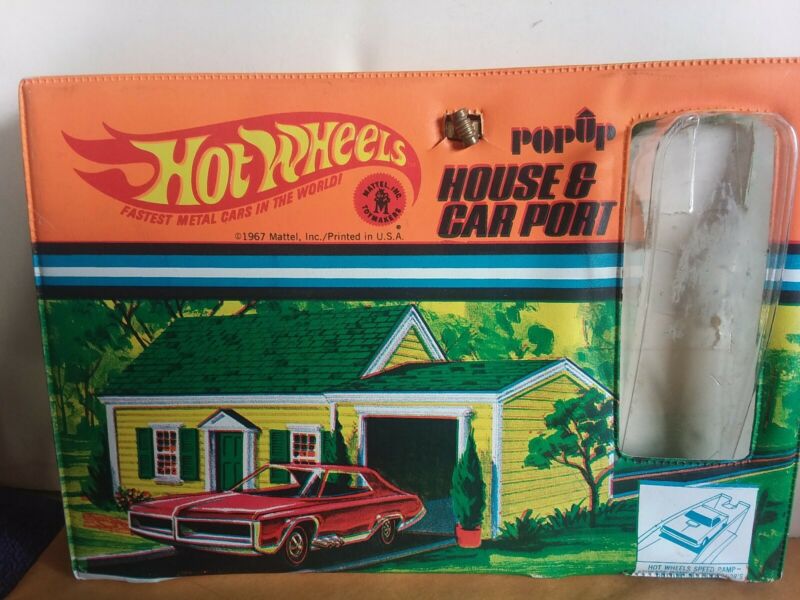 HOT WHEELS
FASTEST METAL CARS IN THE WORLD!
MATTEL, INC.
M
TOYMAKERS
®
©1967 Mattel, Inc./Printed in U.S.A.
POPUP
HOUSE &
CAR PORT
HOT WHEELS SPEED RAMP—